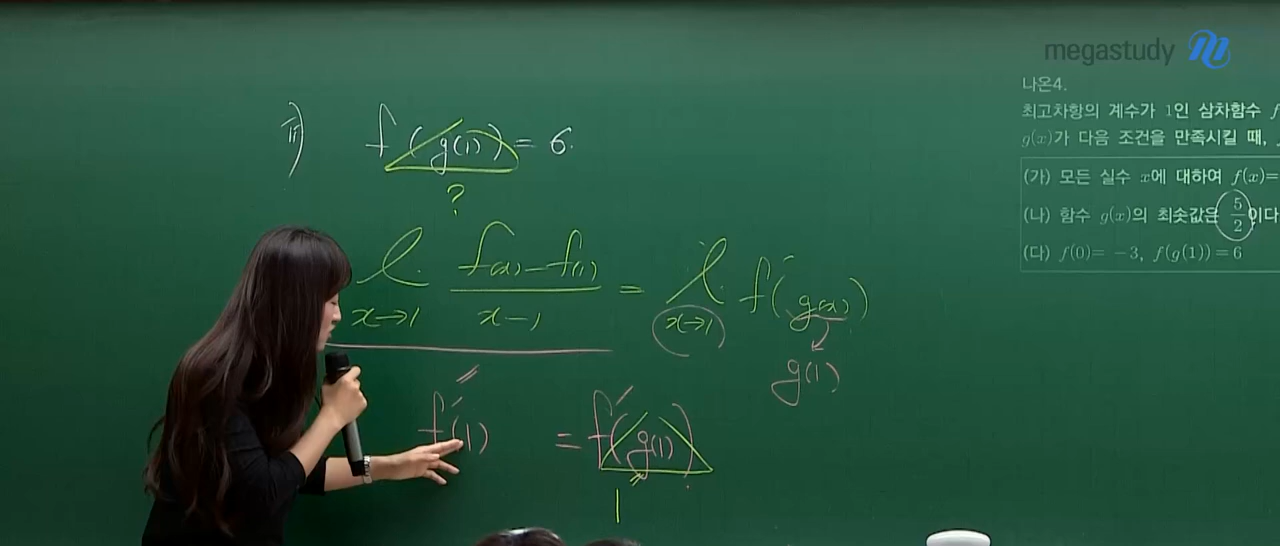 megastudy
나온4.
최고차항의 계수가 1인 삼차함수 f
g(x)가 다음 조건을 만족시킬 때,
(가) 모든 실수 x에 대하여 f(x)=
(나) 함수 g(x)의 최솟값은 5/2이다
(다) f(0)= −3, f(g(1))=6
ii) f(g(1)) = 6.
?
l. x→1 f(x)-f(1) / x-1 = l. x→1 f′(g(x))
g(1)
f′(1) = f′(g(1))
1